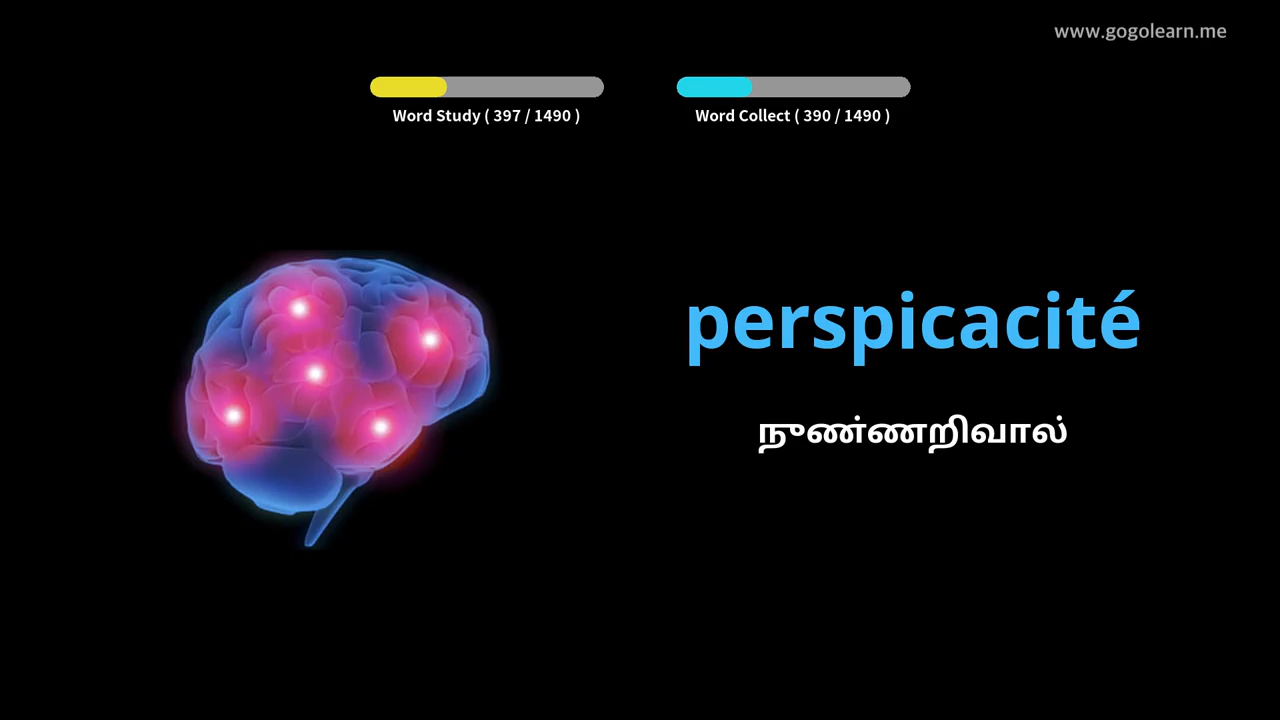 www.gogolearn.me
Word Study ( 397 / 1490 )
Word Collect ( 390 / 1490 )
perspicacité
நுண்ணறிவால்